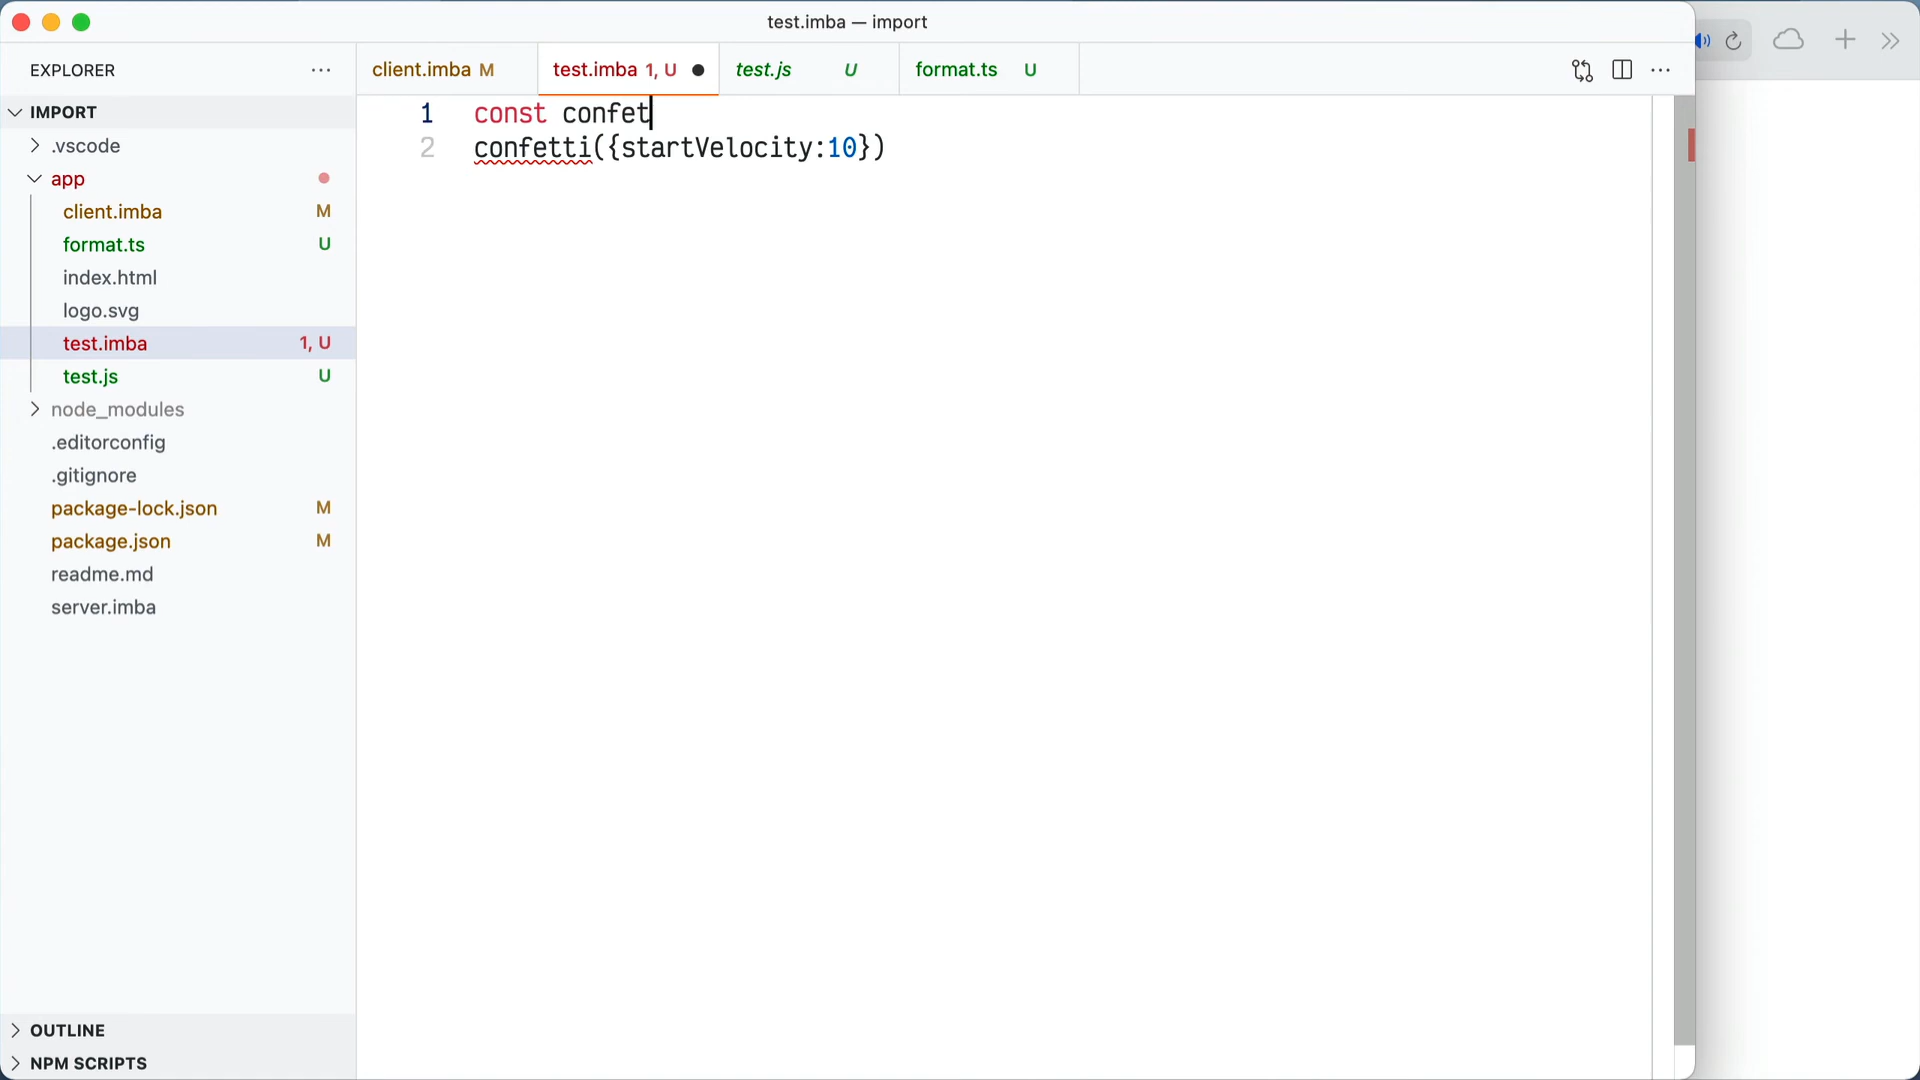 test.imba — import
EXPLORER
client.imba M
test.imba 1, U
test.js U
format.ts U
IMPORT
.vscode
app
client.imba M
format.ts U
index.html
logo.svg
test.imba 1, U
test.js U
node_modules
.editorconfig
.gitignore
package-lock.json M
package.json M
readme.md
server.imba
1 const confet
2 confetti({startVelocity:10})
OUTLINE
NPM SCRIPTS